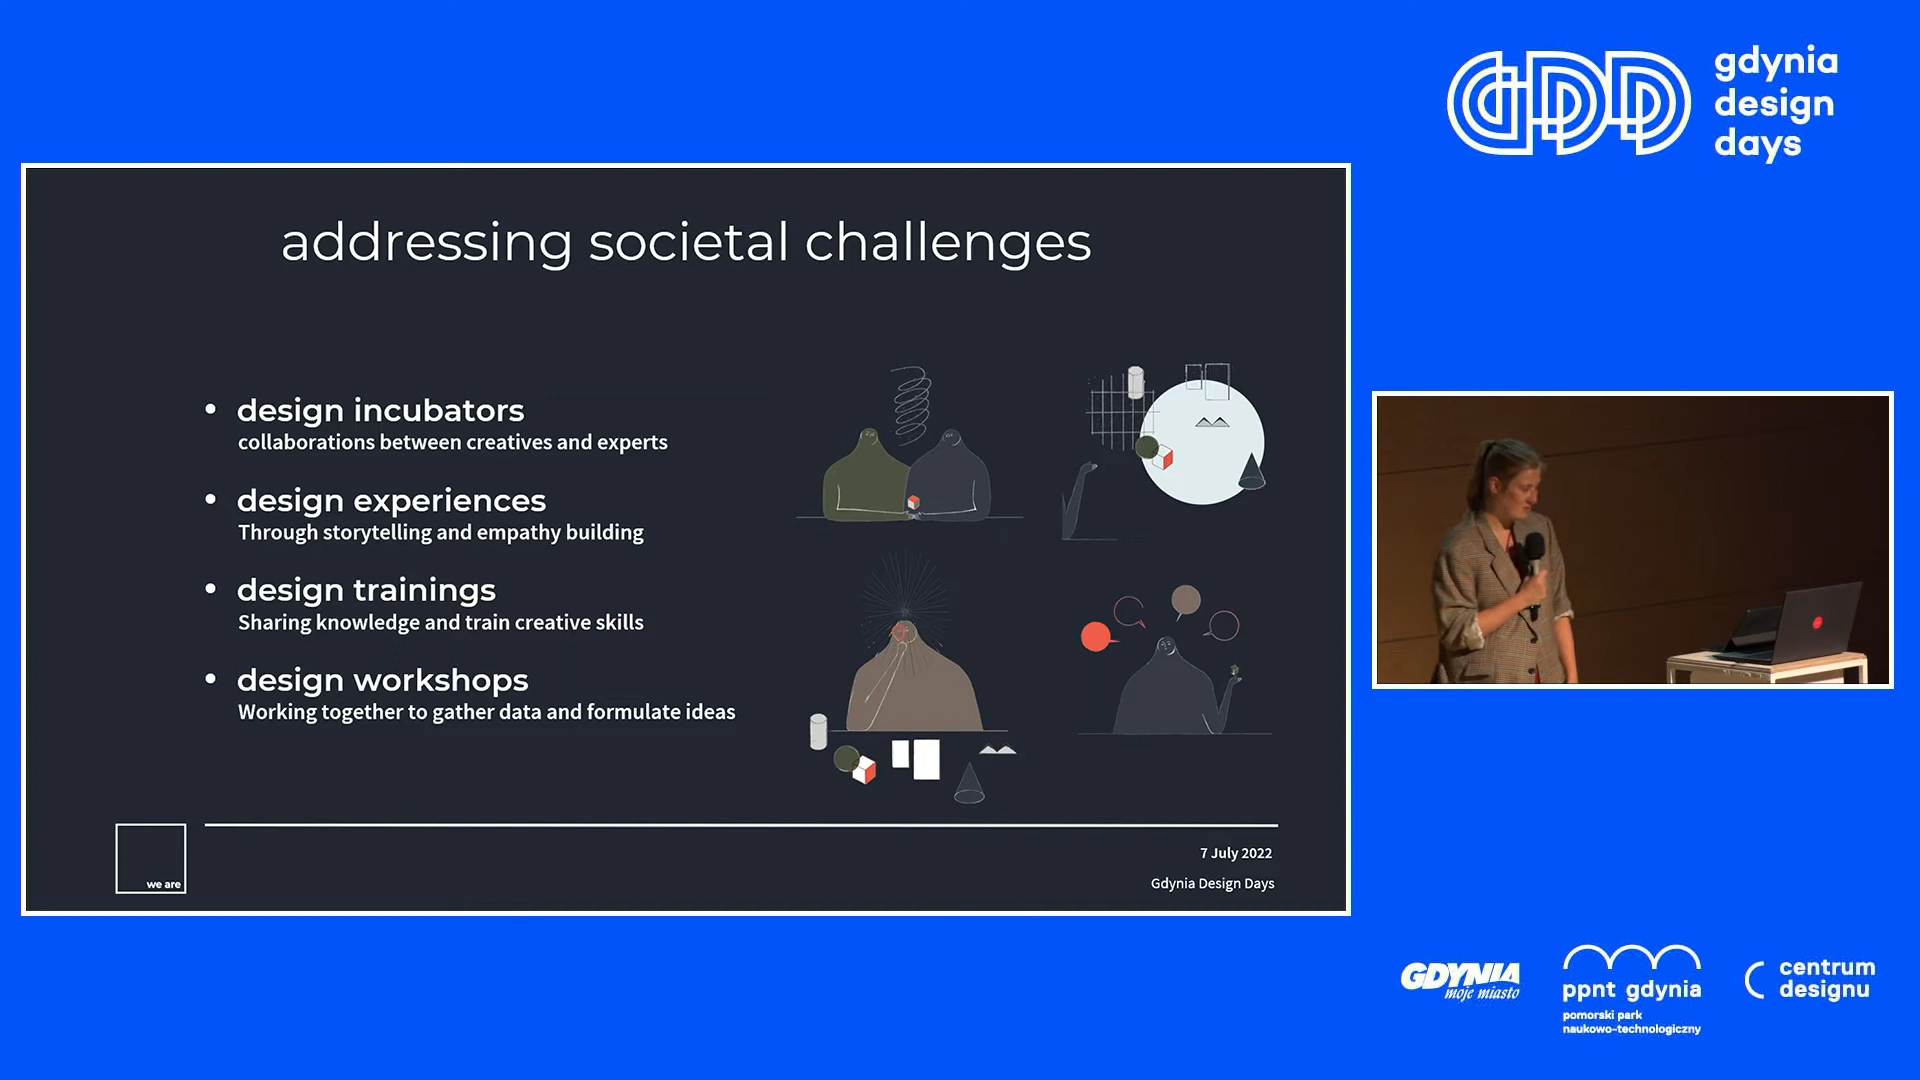 gdynia
design
days
addressing societal challenges
• design incubators
collaborations between creatives and experts
• design experiences
Through storytelling and empathy building
• design trainings
Sharing knowledge and train creative skills
• design workshops
Working together to gather data and formulate ideas
we are
7 July 2022
Gdynia Design Days
GDYNIA
moje miasto
ppnt gdynia
pomorski park
naukowo-technologiczny
centrum
designu